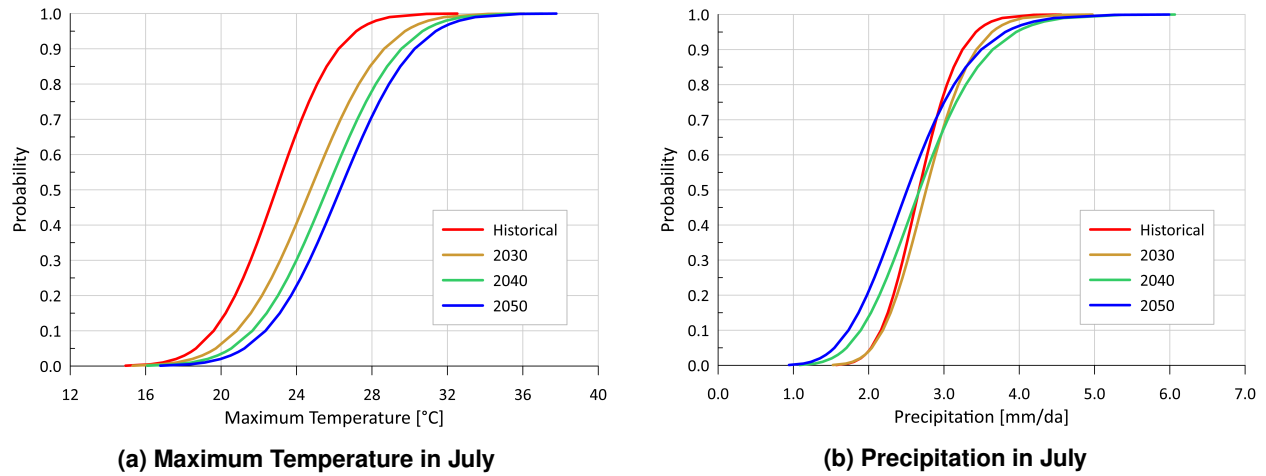 1.0
0.9
0.8
0.7
0.6
0.5
0.4
0.3
0.2
0.1
0.0
Probability
12 16 20 24 28 32 36 40
Maximum Temperature [°C]
Historical
2030
2040
2050
(a) Maximum Temperature in July
1.0
0.9
0.8
0.7
0.6
0.5
0.4
0.3
0.2
0.1
0.0
Probability
0.0 1.0 2.0 3.0 4.0 5.0 6.0 7.0
Precipitation [mm/da]
Historical
2030
2040
2050
(b) Precipitation in July